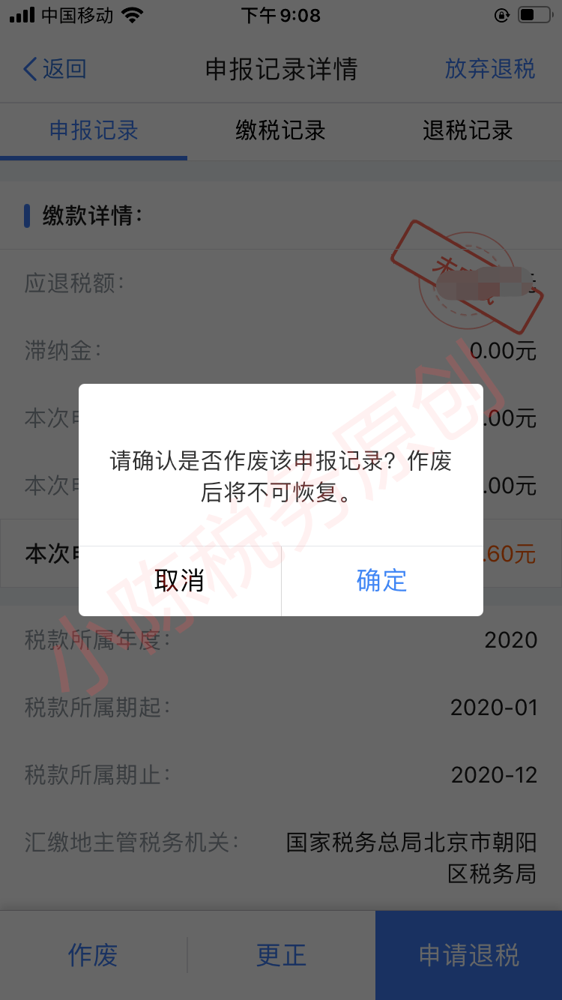 中国移动
下午9:08
返回
申报记录详情
放弃退税
申报记录
缴税记录
退税记录
缴款详情:
应退税额:
滞纳金:
0.00元
本次
.00元
本次
.00元
本次
.60元
请确认是否作废该申报记录？作废
后将不可恢复。
取消
确定
小陈税务原创
税款所属年度:
2020
税款所属期起:
2020-01
税款所属期止:
2020-12
汇缴地主管税务机关:
国家税务总局北京市朝阳
区税务局
作废
更正
申请退税